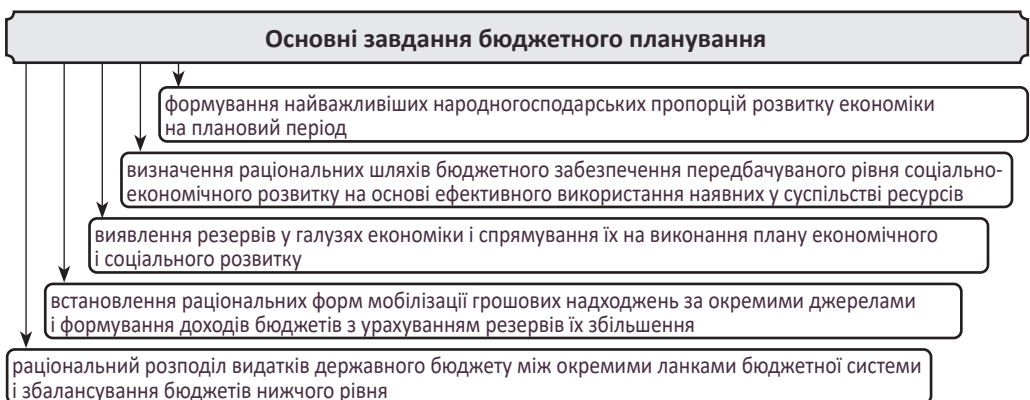 Основні завдання бюджетного планування
формування найважливіших народногосподарських пропорцій розвитку економіки
на плановий період
визначення раціональних шляхів бюджетного забезпечення передбачуваного рівня соціально-
економічного розвитку на основі ефективного використання наявних у суспільстві ресурсів
виявлення резервів у галузях економіки і спрямування їх на виконання плану економічного
і соціального розвитку
встановлення раціональних форм мобілізації грошових надходжень за окремими джерелами
і формування доходів бюджетів з урахуванням резервів їх збільшення
раціональний розподіл видатків державного бюджету між окремими ланками бюджетної системи
і збалансування бюджетів нижчого рівня